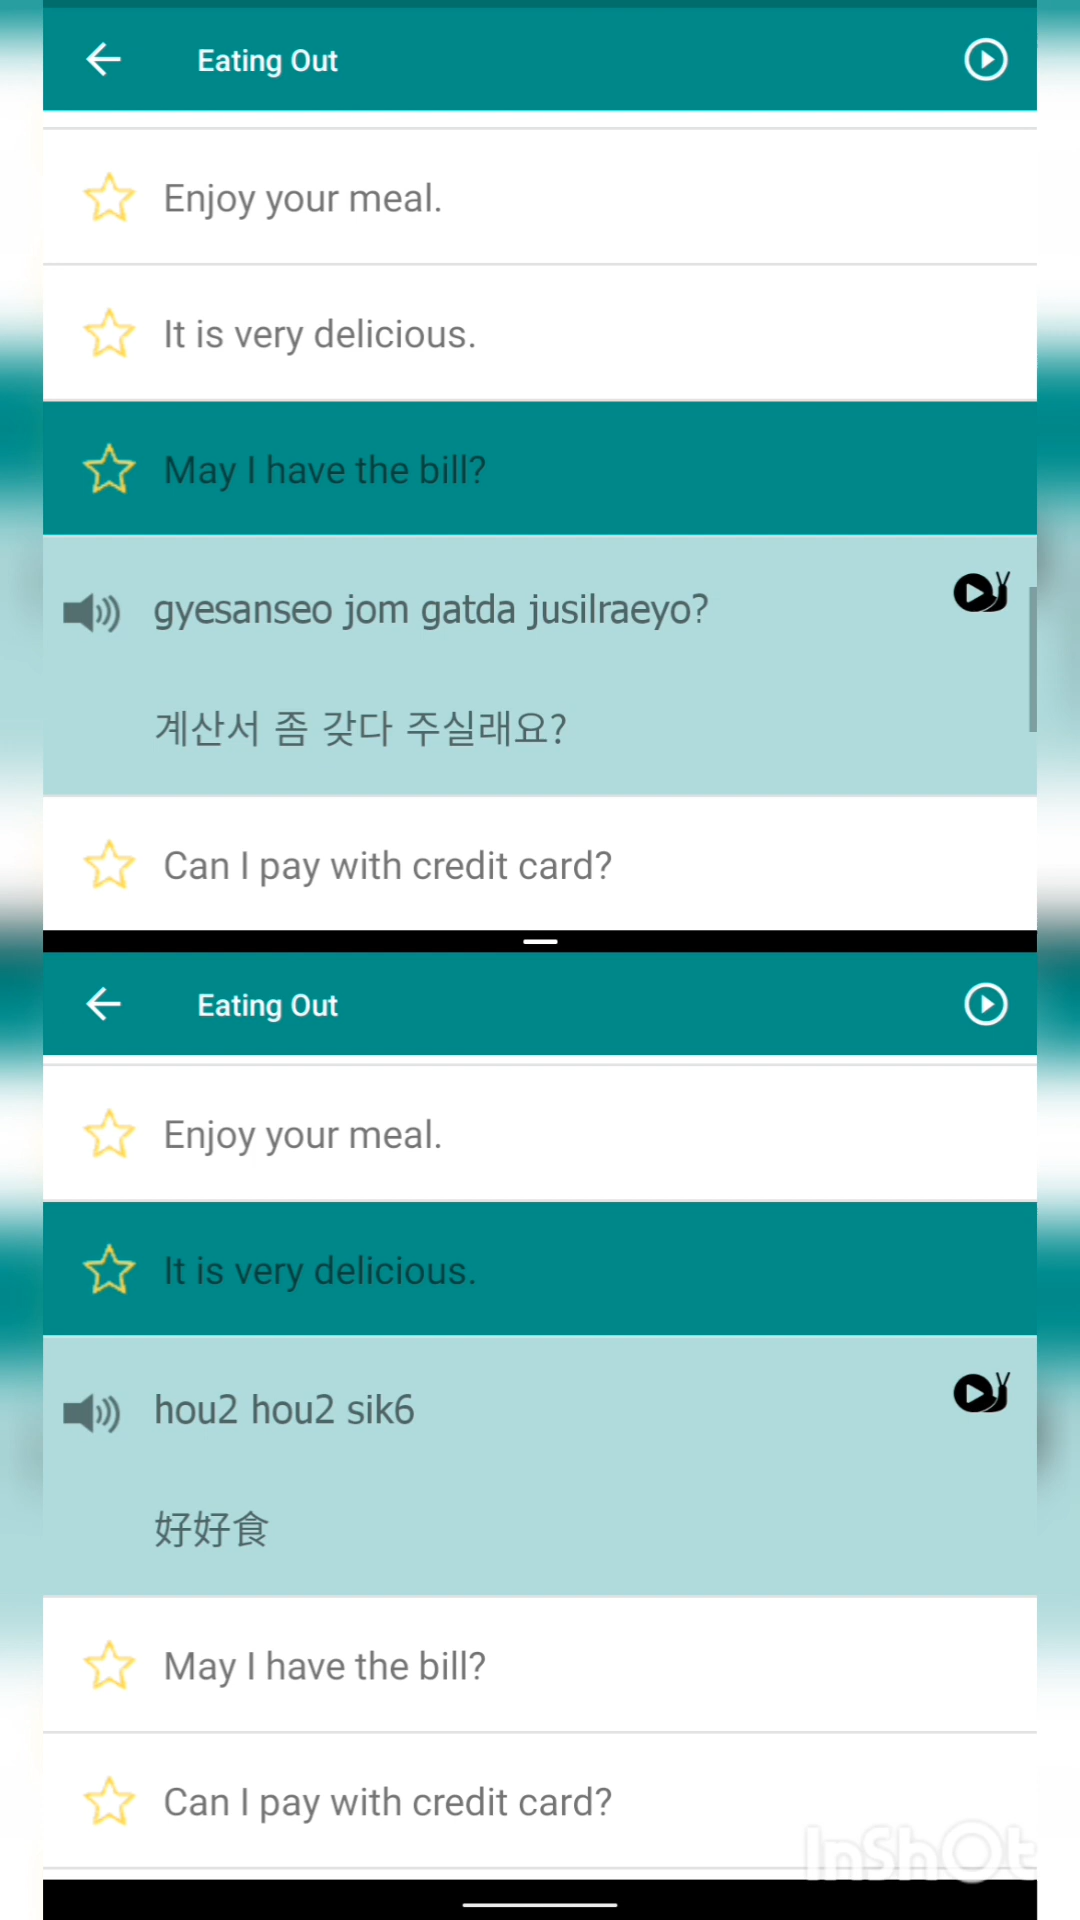 Eating Out
Enjoy your meal.
It is very delicious.
May I have the bill?
gyesanseo jom gatda jusilraeyo?
계산서 좀 갖다 주실래요?
Can I pay with credit card?
Eating Out
Enjoy your meal.
It is very delicious.
hou2 hou2 sik6
好好食
May I have the bill?
Can I pay with credit card?
InShOt